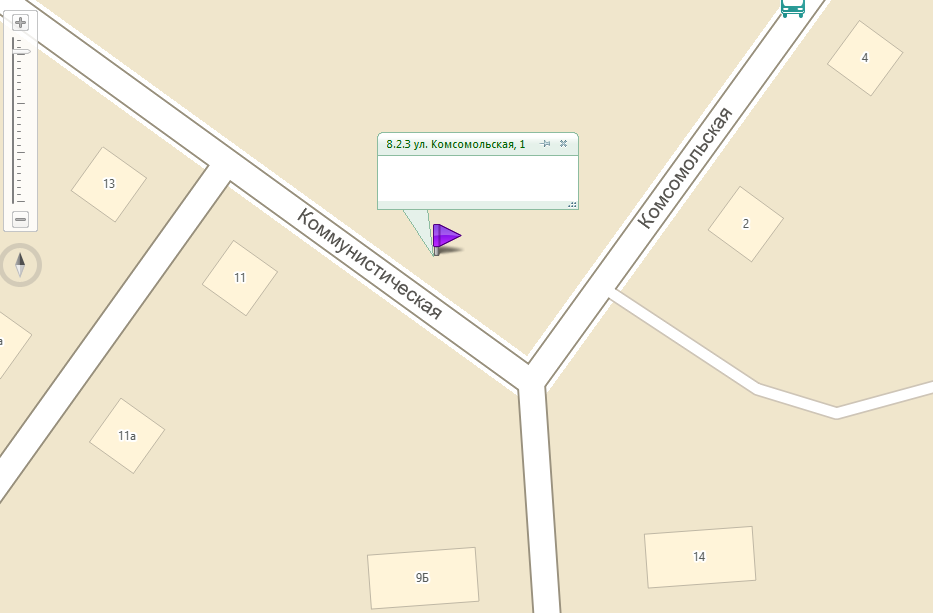 4
8.2.3 ул. Комсомольская, 1
Комсомольская
13
2
Коммунистическая
11
а
11а
14
9Б